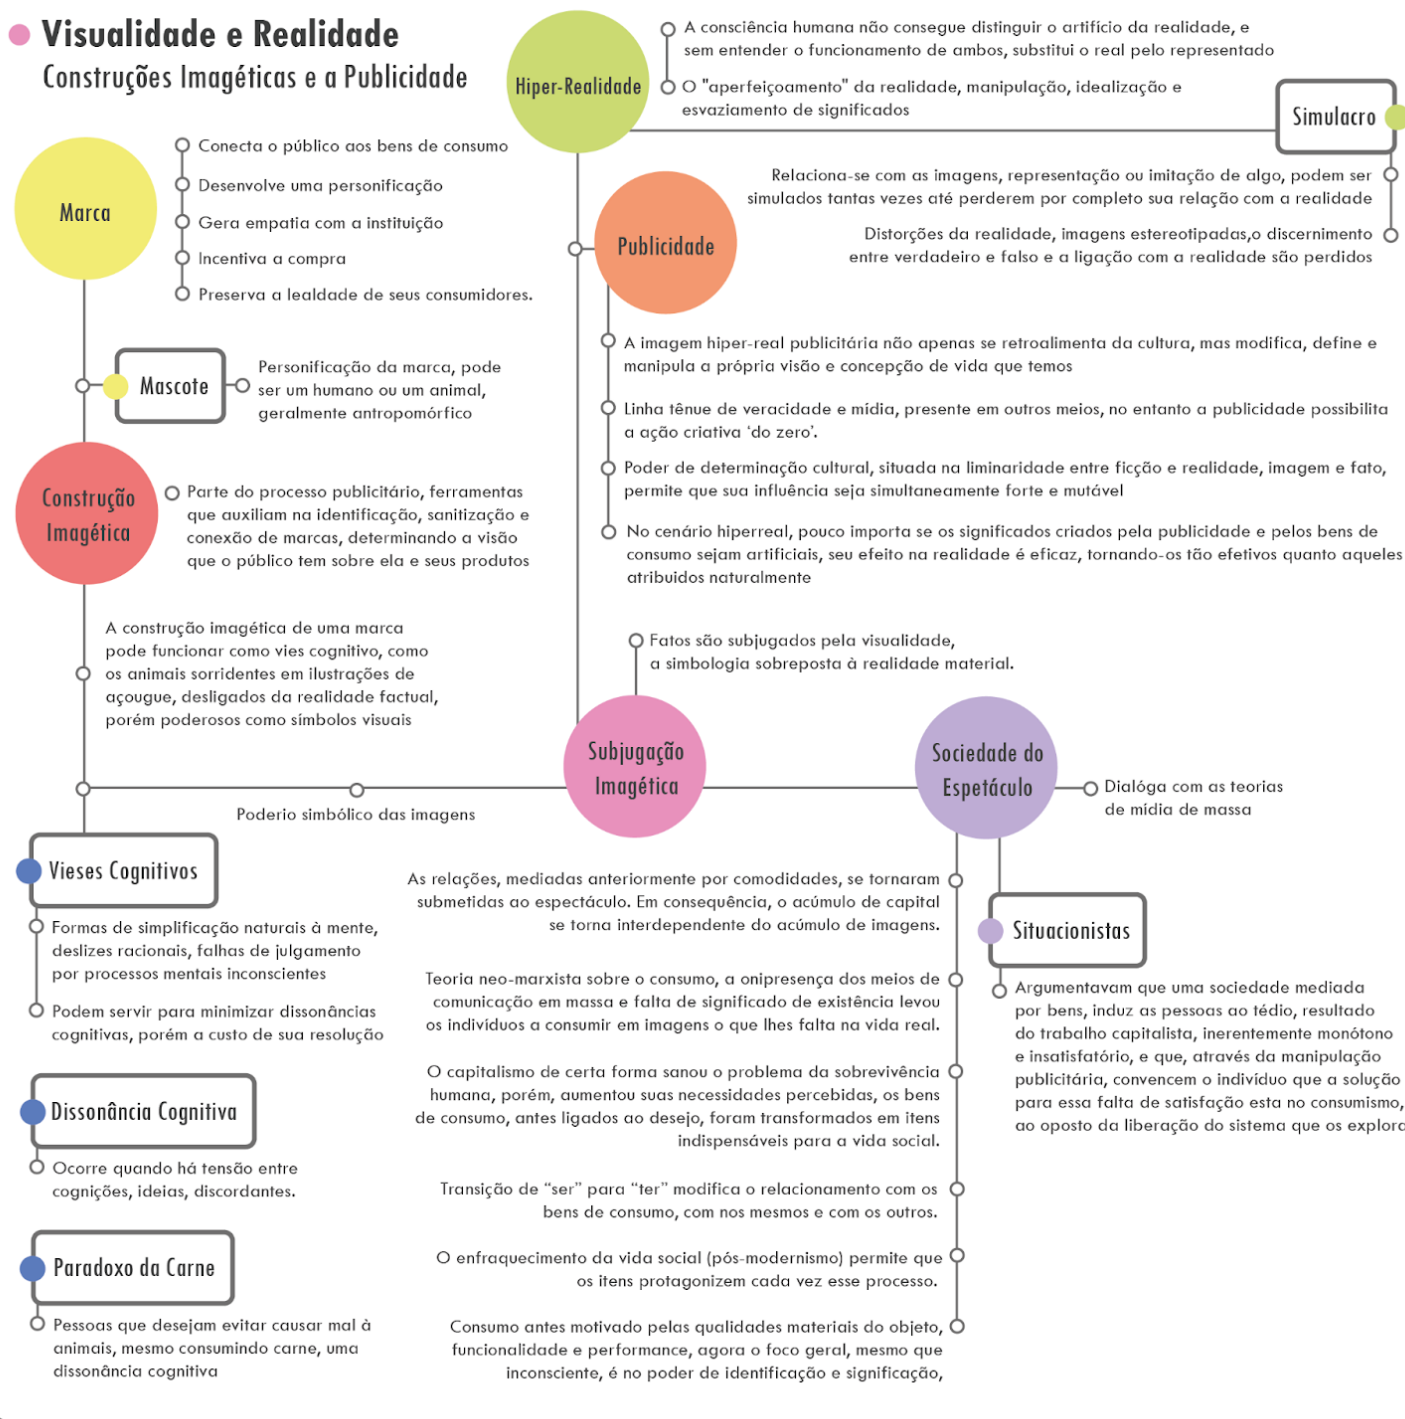 Visualidade e Realidade
Construções Imagéticas e a Publicidade
Hiper-Realidade
A consciência humana não consegue distinguir o artifício da realidade, e
sem entender o funcionamento de ambos, substitui o real pelo representado
O "aperfeiçoamento" da realidade, manipulação, idealização e
esvaziamento de significados
Simulacro
Relaciona-se com as imagens, representação ou imitação de algo, podem ser
simulados tantas vezes até perderem por completo sua relação com a realidade
Distorções da realidade, imagens estereotipadas,o discernimento
entre verdadeiro e falso e a ligação com a realidade são perdidos
Marca
Conecta o público aos bens de consumo
Desenvolve uma personificação
Gera empatia com a instituição
Incentiva a compra
Preserva a lealdade de seus consumidores.
Mascote
Personificação da marca, pode
ser um humano ou um animal,
geralmente antropomórfico
Publicidade
A imagem hiper-real publicitária não apenas se retroalimenta da cultura, mas modifica, define e
manipula a própria visão e concepção de vida que temos
Linha tênue de veracidade e mídia, presente em outros meios, no entanto a publicidade possibilita
a ação criativa ‘do zero’.
Poder de determinação cultural, situada na liminaridade entre ficção e realidade, imagem e fato,
permite que sua influência seja simultaneamente forte e mutável
No cenário hiperreal, pouco importa se os significados criados pela publicidade e pelos bens de
consumo sejam artificiais, seu efeito na realidade é eficaz, tornando-os tão efetivos quanto aqueles
atribuidos naturalmente
Construção
Imagética
Parte do processo publicitário, ferramentas
que auxiliam na identificação, sanitização e
conexão de marcas, determinando a visão
que o público tem sobre ela e seus produtos
A construção imagética de uma marca
pode funcionar como vies cognitivo, como
os animais sorridentes em ilustrações de
açougue, desligados da realidade factual,
porém poderosos como símbolos visuais
Fatos são subjugados pela visualidade,
a simbologia sobreposta à realidade material.
Subjugação
Imagética
Poderio simbólico das imagens
Sociedade do
Espetáculo
Dialóga com as teorias
de mídia de massa
Vieses Cognitivos
Formas de simplificação naturais à mente,
deslizes racionais, falhas de julgamento
por processos mentais inconscientes
Podem servir para minimizar dissonâncias
cognitivas, porém a custo de sua resolução
Dissonância Cognitiva
Ocorre quando há tensão entre
cognições, ideias, discordantes.
Paradoxo da Carne
Pessoas que desejam evitar causar mal à
animais, mesmo consumindo carne, uma
dissonância cognitiva
As relações, mediadas anteriormente por comodidades, se tornaram
submetidas ao espectáculo. Em consequência, o acúmulo de capital
se torna interdependente do acúmulo de imagens.
Teoria neo-marxista sobre o consumo, a onipresença dos meios de
comunicação em massa e falta de significado de existência levou
os indivíduos a consumir em imagens o que lhes falta na vida real.
O capitalismo de certa forma sanou o problema da sobrevivência
humana, porém, aumentou suas necessidades percebidas, os bens
de consumo, antes ligados ao desejo, foram transformados em itens
indispensáveis para a vida social.
Transição de “ser” para “ter” modifica o relacionamento com os
bens de consumo, com nos mesmos e com os outros.
O enfraquecimento da vida social (pós-modernismo) permite que
os itens protagonizem cada vez esse processo.
Consumo antes motivado pelas qualidades materiais do objeto,
funcionalidade e performance, agora o foco geral, mesmo que
inconsciente, é no poder de identificação e significação,
Situacionistas
Argumentavam que uma sociedade mediada
por bens, induz as pessoas ao tédio, resultado
do trabalho capitalista, inerentemente monótono
e insatisfatório, e que, através da manipulação
publicitária, convencem o indivíduo que a solução
para essa falta de satisfação esta no consumismo,
ao oposto da liberação do sistema que os explora